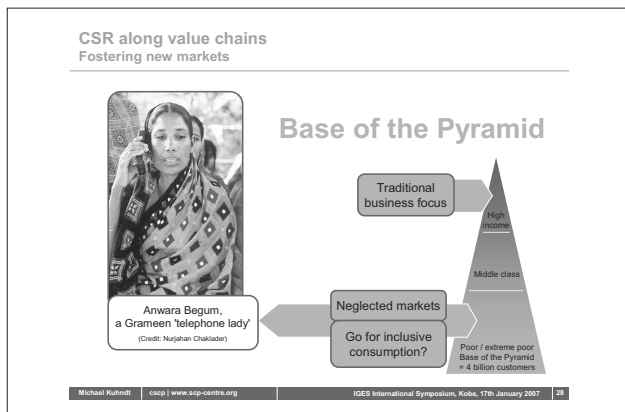 CSR along value chains
Fostering new markets
Base of the Pyramid
Traditional
business focus
High
income
Middle class
Neglected markets
Go for inclusive
consumption?
Poor / extreme poor
Base of the Pyramid
= 4 billion customers
Anwara Begum,
a Grameen 'telephone lady'
(Credit: Nurjahan Chaklader)
Michael Kuhndt cscp | www.scp-centre.org IGES International Symposium, Kobe, 17th January 2007 28